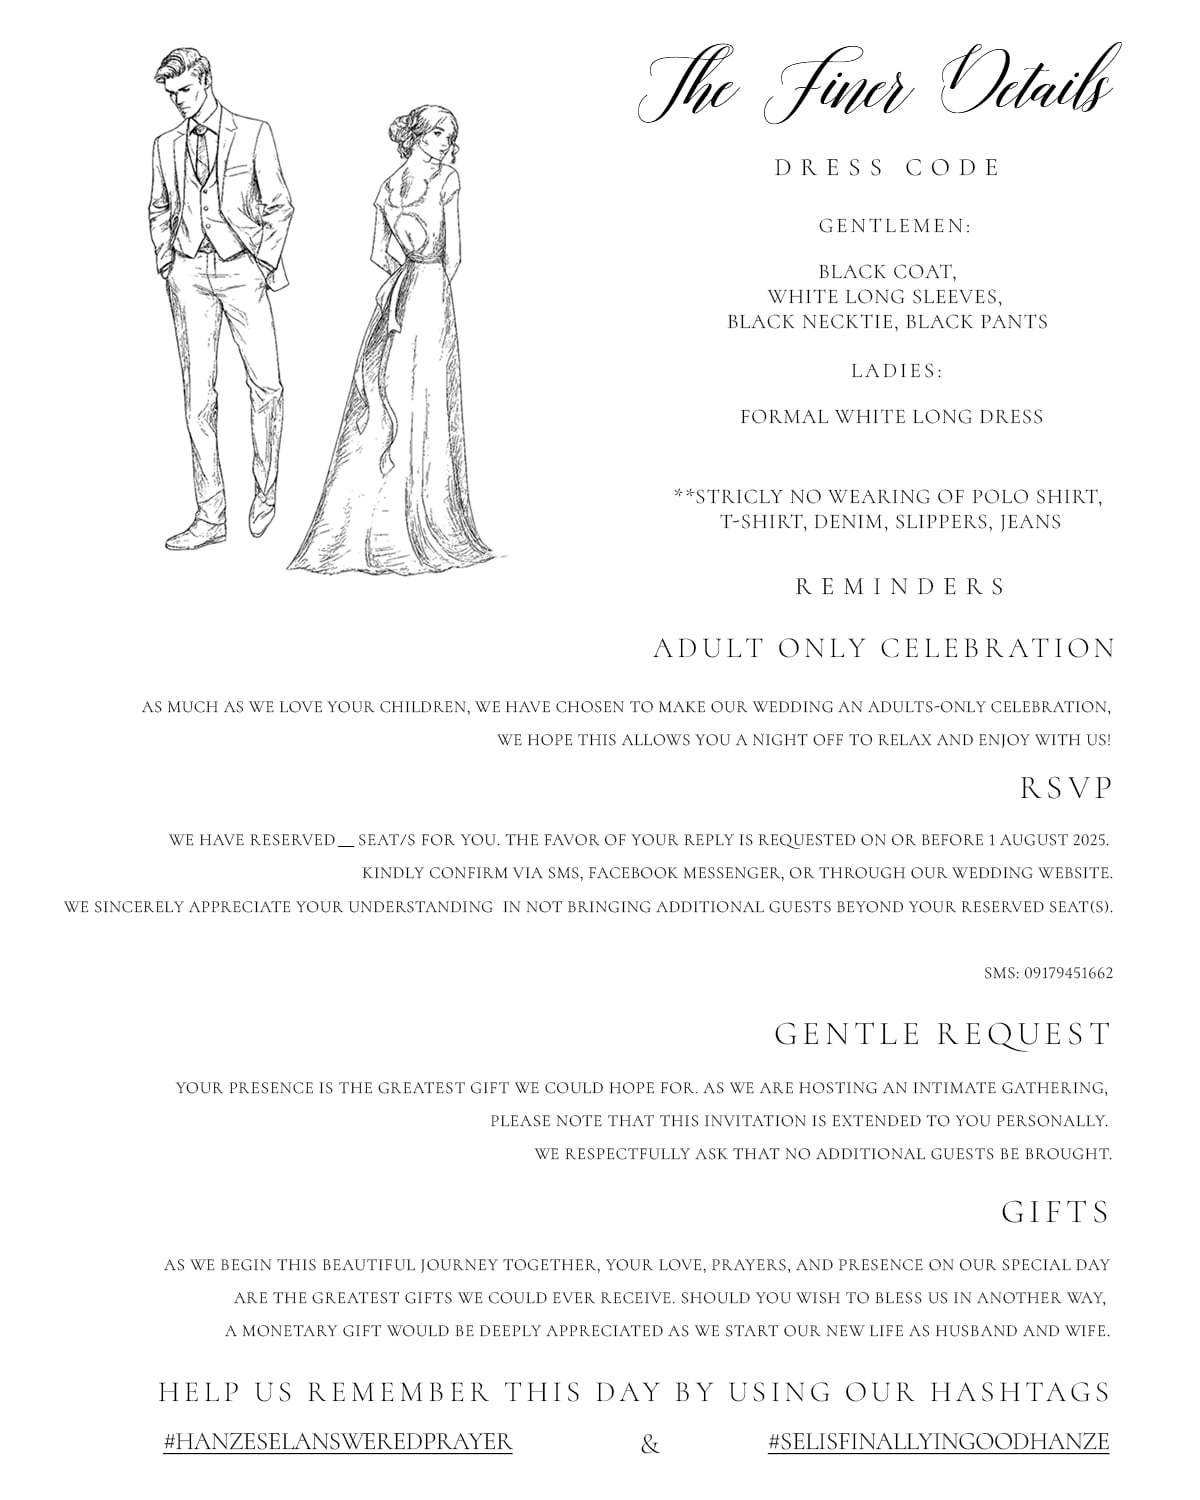 The Finer Details
DRESS CODE
GENTLEMEN:
BLACK COAT,
WHITE LONG SLEEVES,
BLACK NECKTIE, BLACK PANTS
LADIES:
FORMAL WHITE LONG DRESS
**STRICLY NO WEARING OF POLO SHIRT,
T-SHIRT, DENIM, SLIPPERS, JEANS
REMINDERS
ADULT ONLY CELEBRATION
AS MUCH AS WE LOVE YOUR CHILDREN, WE HAVE CHOSEN TO MAKE OUR WEDDING AN ADULTS-ONLY CELEBRATION,
WE HOPE THIS ALLOWS YOU A NIGHT OFF TO RELAX AND ENJOY WITH US!
RSVP
WE HAVE RESERVED __ SEAT/S FOR YOU. THE FAVOR OF YOUR REPLY IS REQUESTED ON OR BEFORE 1 AUGUST 2025.
KINDLY CONFIRM VIA SMS, FACEBOOK MESSENGER, OR THROUGH OUR WEDDING WEBSITE.
WE SINCERELY APPRECIATE YOUR UNDERSTANDING IN NOT BRINGING ADDITIONAL GUESTS BEYOND YOUR RESERVED SEAT(S).
SMS: 09179451662
GENTLE REQUEST
YOUR PRESENCE IS THE GREATEST GIFT WE COULD HOPE FOR. AS WE ARE HOSTING AN INTIMATE GATHERING,
PLEASE NOTE THAT THIS INVITATION IS EXTENDED TO YOU PERSONALLY.
WE RESPECTFULLY ASK THAT NO ADDITIONAL GUESTS BE BROUGHT.
GIFTS
AS WE BEGIN THIS BEAUTIFUL JOURNEY TOGETHER, YOUR LOVE, PRAYERS, AND PRESENCE ON OUR SPECIAL DAY
ARE THE GREATEST GIFTS WE COULD EVER RECEIVE. SHOULD YOU WISH TO BLESS US IN ANOTHER WAY,
A MONETARY GIFT WOULD BE DEEPLY APPRECIATED AS WE START OUR NEW LIFE AS HUSBAND AND WIFE.
HELP US REMEMBER THIS DAY BY USING OUR HASHTAGS
#HANZESELANSWEREDPRAYER & #SELISFINALLYINGOODHANZE